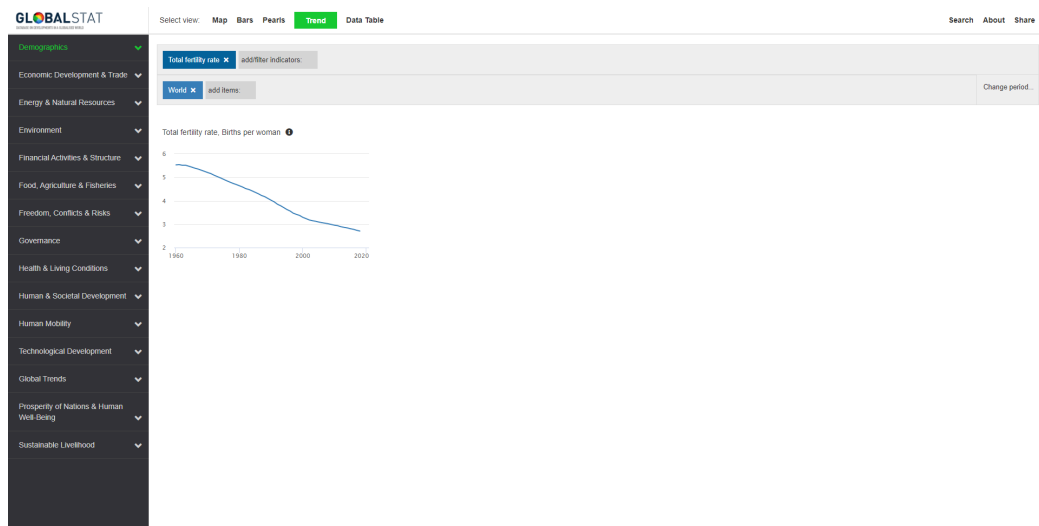 GLOBALSTAT
Select view: Map Bars Pearls Trend Data Table
Search About Share
Demographics
Economic Development & Trade
Energy & Natural Resources
Environment
Financial Activities & Structure
Food, Agriculture & Fisheries
Freedom, Conflicts & Risks
Governance
Health & Living Conditions
Human & Societal Development
Human Mobility
Technological Development
Global Trends
Prosperity of Nations & Human
Well-Being
Sustainable Livelihood
Total fertility rate × add/filter indicators:
World × add items:
Change period...
Total fertility rate, Births per woman
6
5
4
3
2
1960 1980 2000 2020